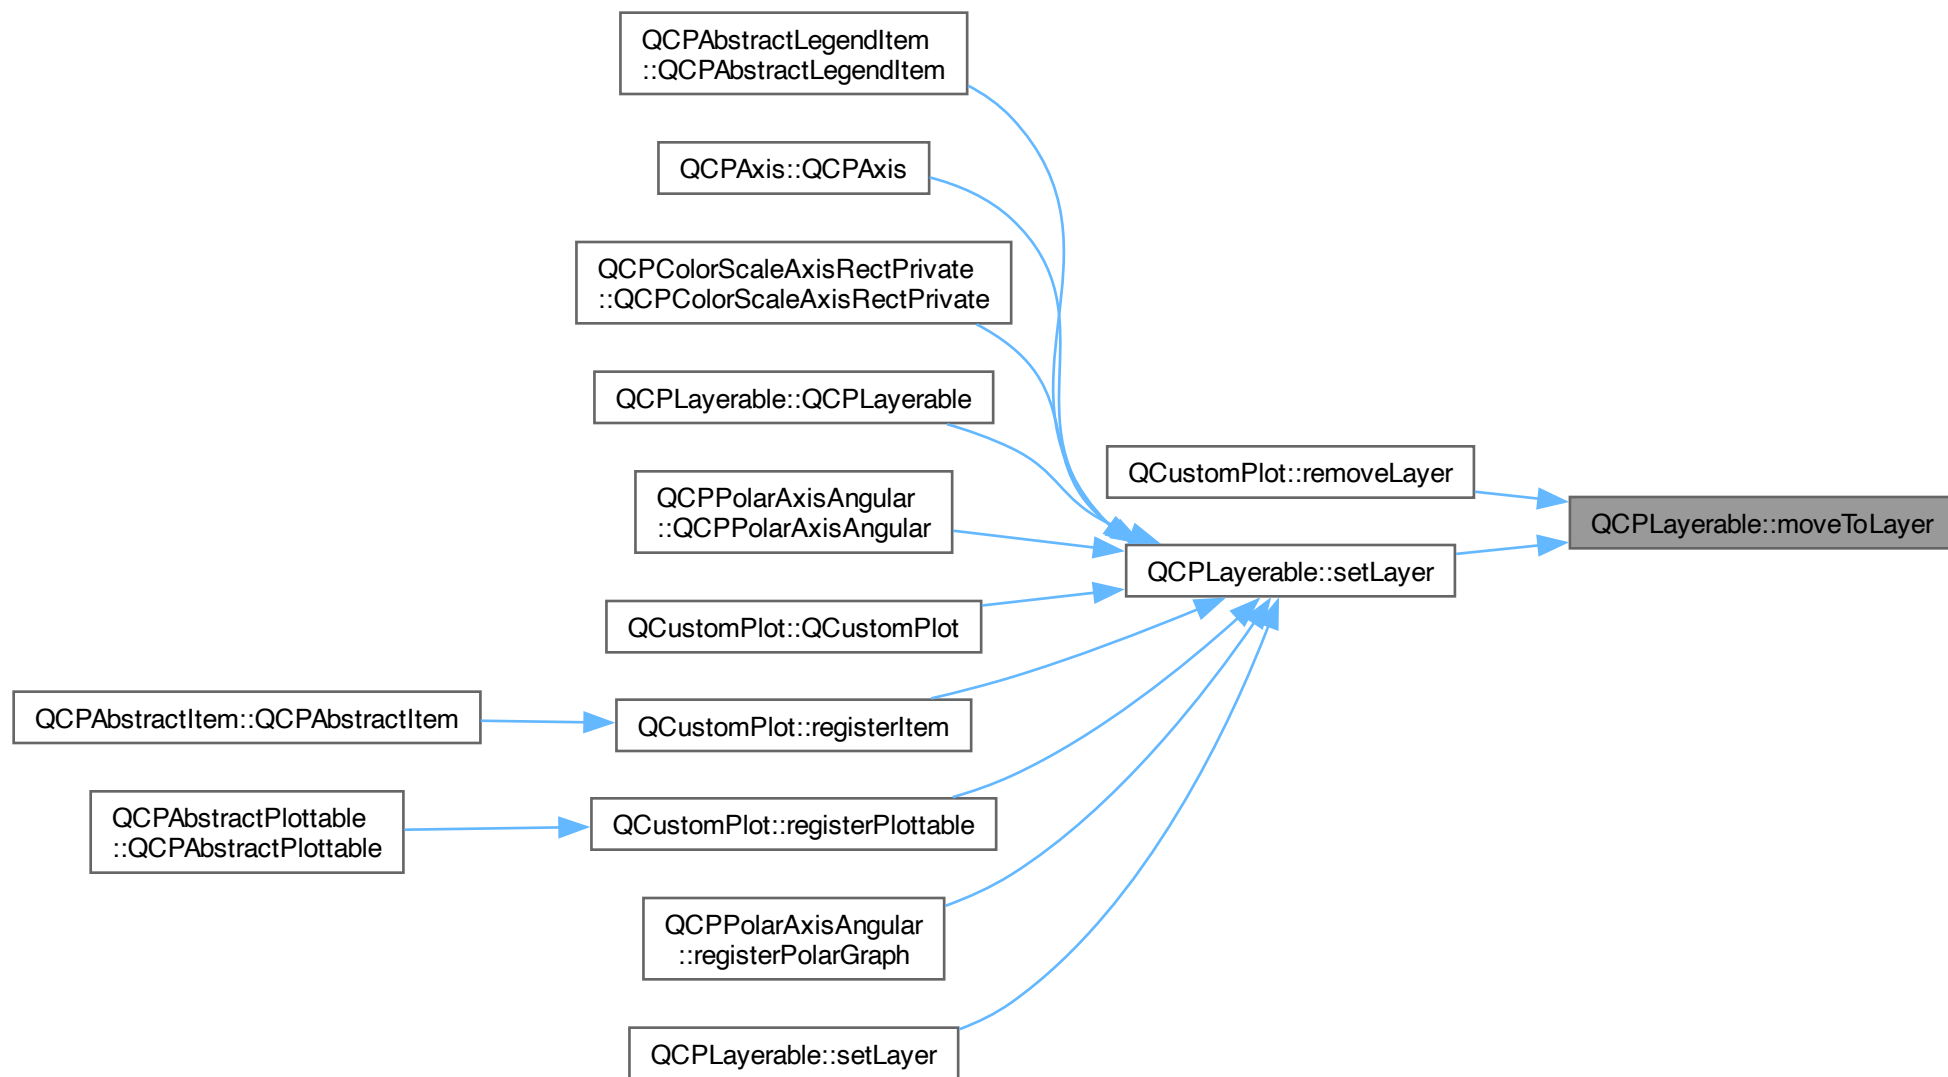 QCPAbstractLegendItem
::QCPAbstractLegendItem
QCPAxis::QCPAxis
QCPColorScaleAxisRectPrivate
::QCPColorScaleAxisRectPrivate
QCPLayerable::QCPLayerable
QCustomPlot::removeLayer
QCPPolarAxisAngular
::QCPPolarAxisAngular
QCPLayerable::moveToLayer
QCPLayerable::setLayer
QCustomPlot::QCustomPlot
QCPAbstractItem::QCPAbstractItem
QCustomPlot::registerItem
QCPAbstractPlottable
::QCPAbstractPlottable
QCustomPlot::registerPlottable
QCPPolarAxisAngular
::registerPolarGraph
QCPLayerable::setLayer